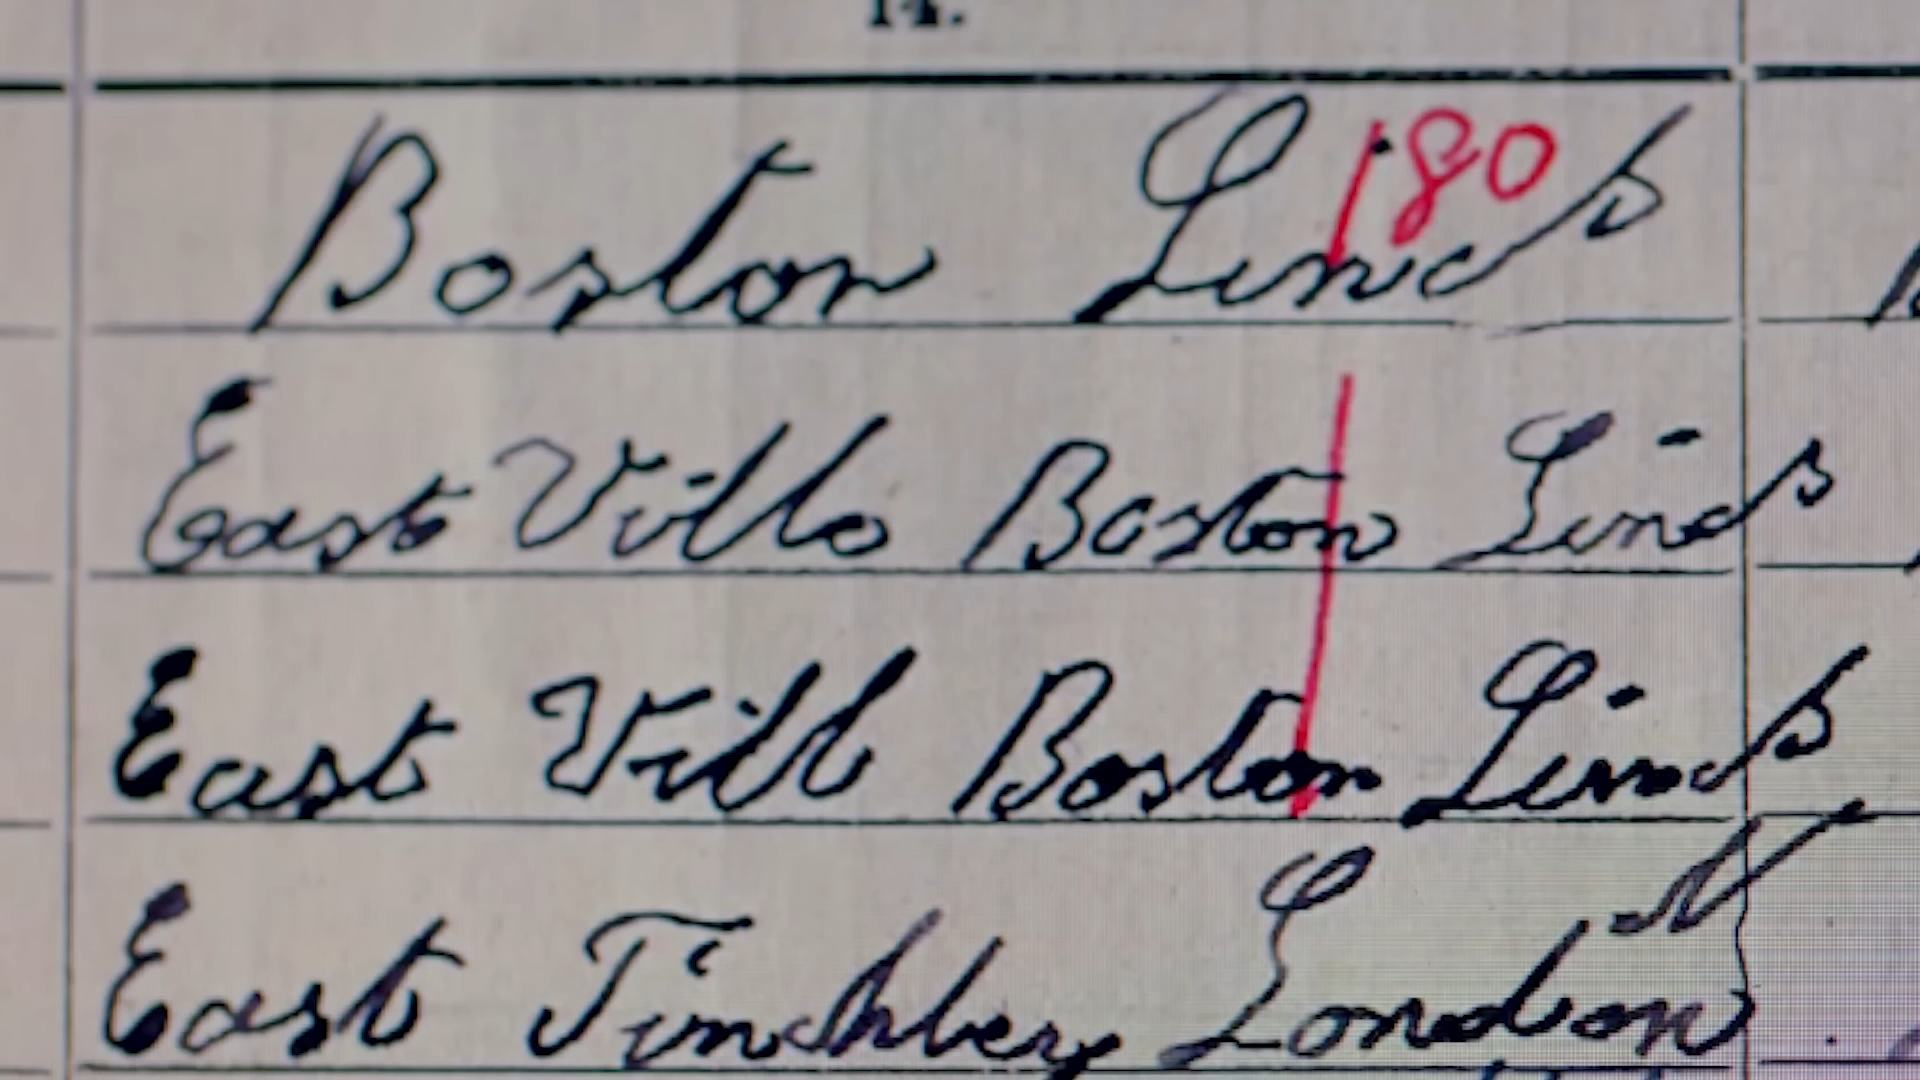 14.
Boston Lincs
180
East Ville Boston Lincs
East Vill Boston Lincs
East Finchley London N